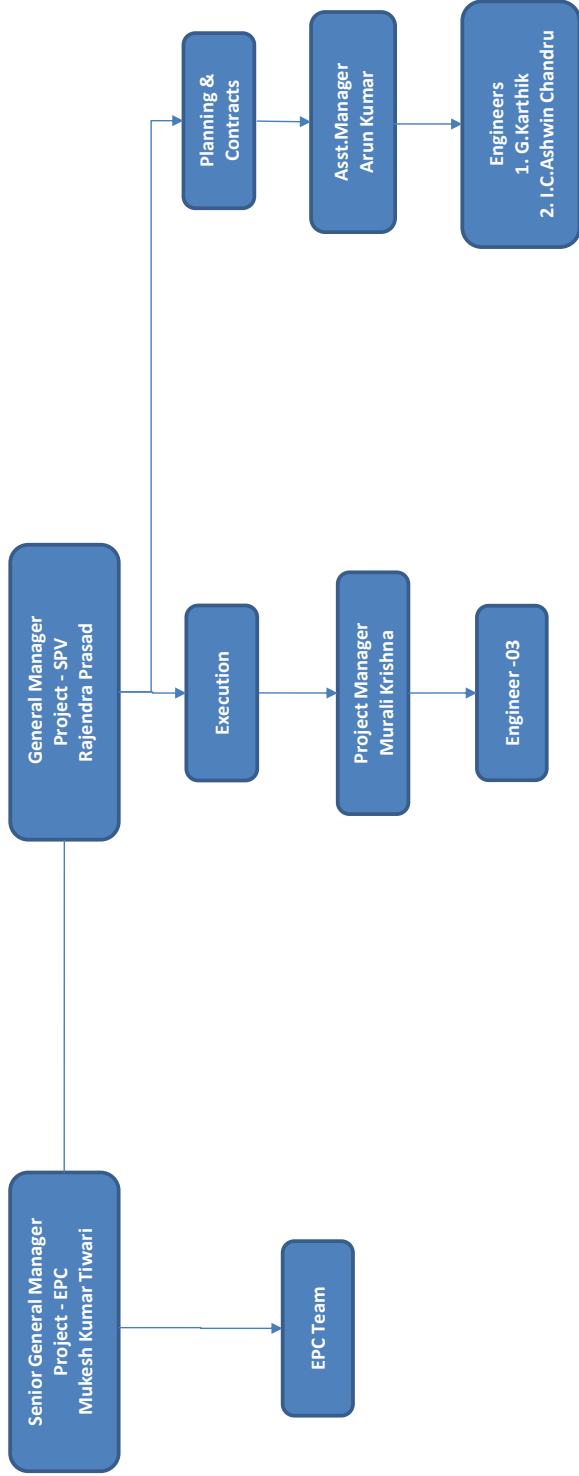 Senior General Manager
Project - EPC
Mukesh Kumar Tiwari
EPC Team
General Manager
Project - SPV
Rajendra Prasad
Execution
Project Manager
Murali Krishna
Engineer -03
Planning &
Contracts
Asst.Manager
Arun Kumar
Engineers
1. G.Karthik
2. I.C.Ashwin Chandru